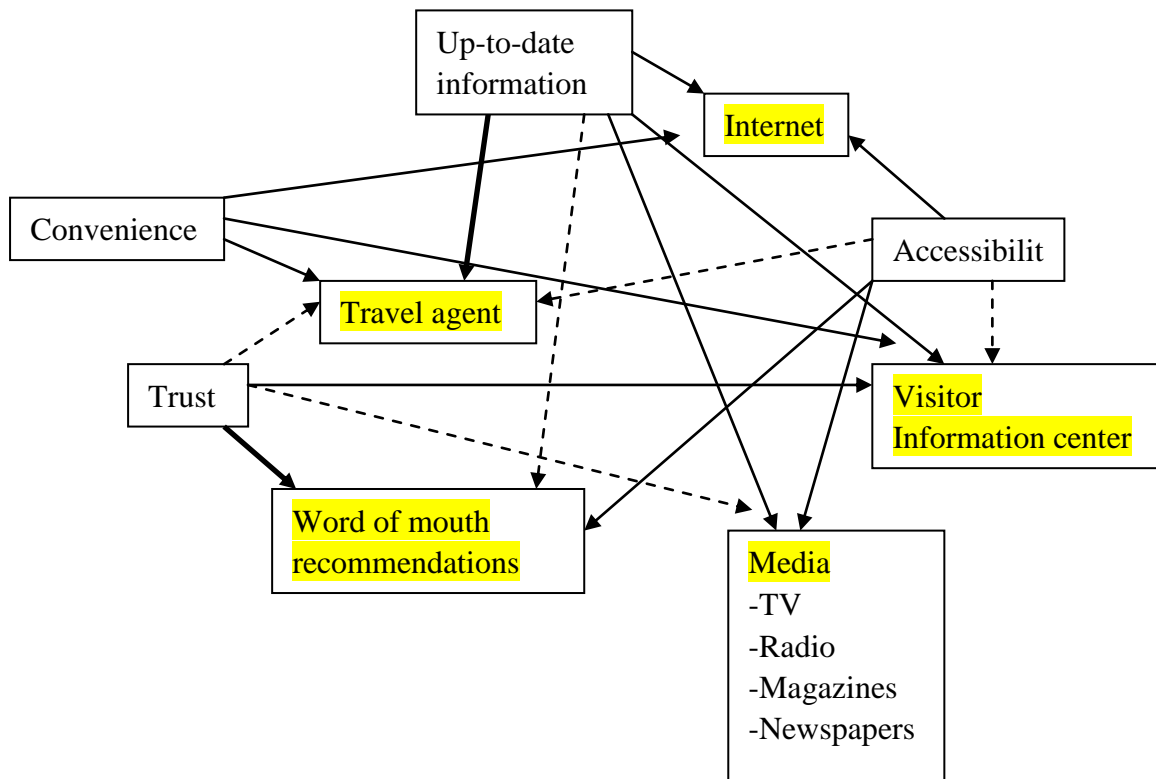 Up-to-date
information
Internet
Convenience
Accessibilit
Travel agent
Trust
Visitor
Information center
Word of mouth
recommendations
Media
-TV
-Radio
-Magazines
-Newspapers